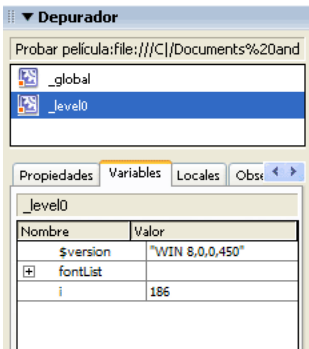 Depurador
Probar película:file:///C|/Documents%20and
_global
_level0
Propiedades Variables Locales Obse
_level0
Nombre Valor
$version "WIN 8,0,0,450"
fontList
i 186